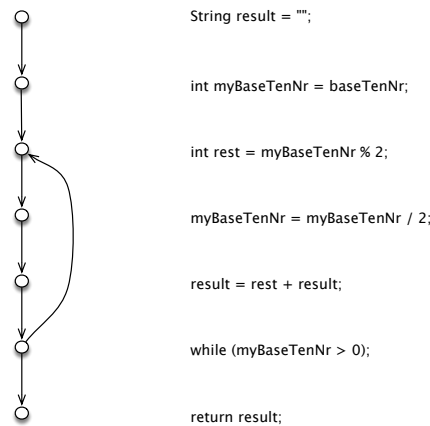 String result = "";
int myBaseTenNr = baseTenNr;
int rest = myBaseTenNr % 2;
myBaseTenNr = myBaseTenNr / 2;
result = rest + result;
while (myBaseTenNr > 0);
return result;